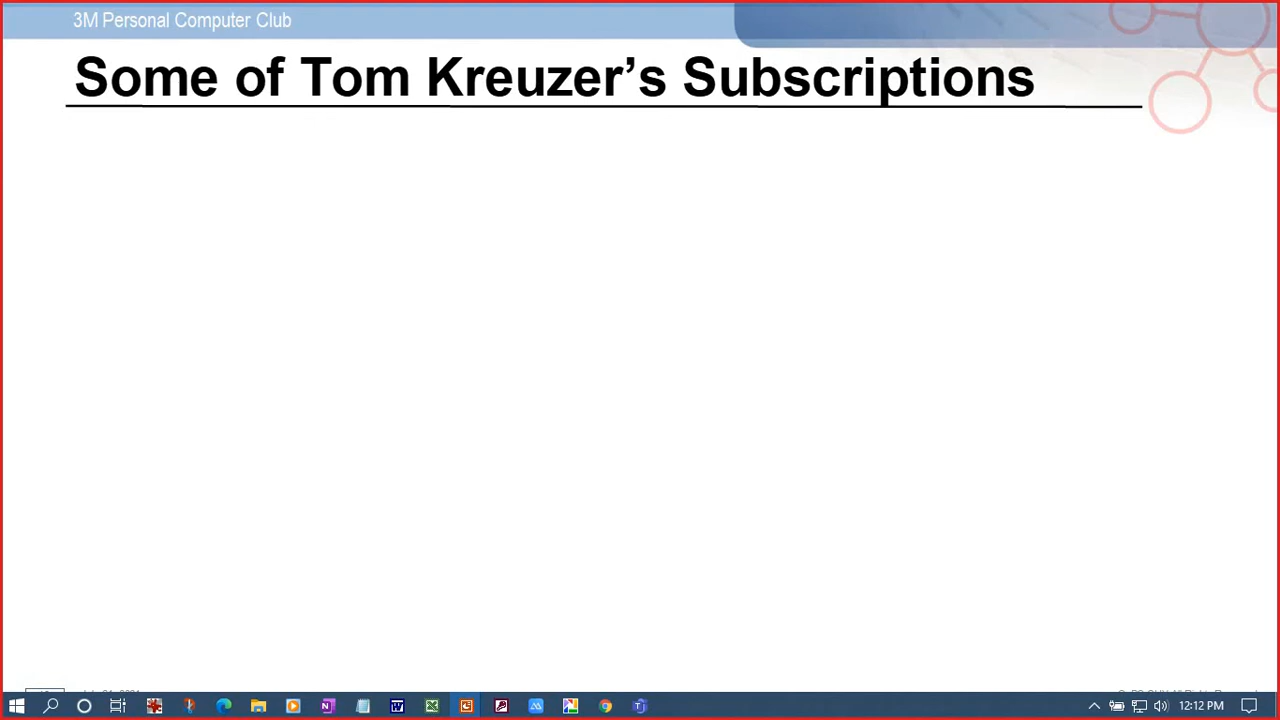 3M Personal Computer Club
Some of Tom Kreuzer’s Subscriptions
12:12 PM